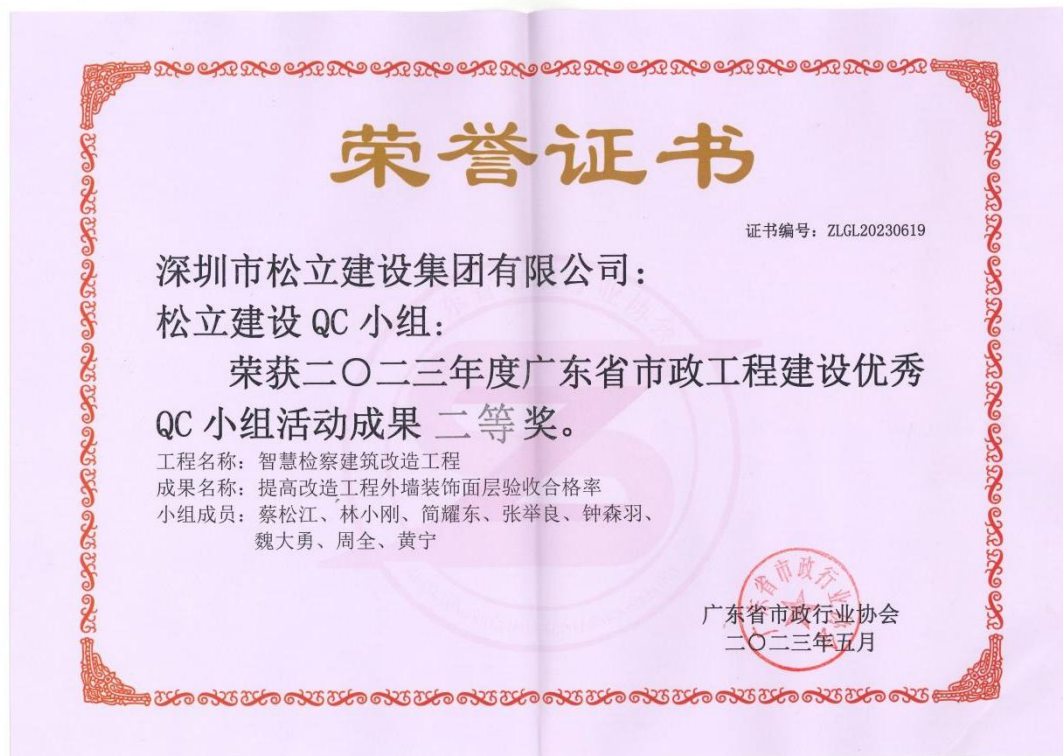 荣誉证书
证书编号：ZLGL20230619
深圳市松立建设集团有限公司：
松立建设QC小组：
荣获二〇二三年度广东省市政工程建设优秀
QC小组活动成果 二等奖。
工程名称：智慧检察建筑改造工程
成果名称：提高改造工程外墙装饰面层验收合格率
小组成员：蔡松江、林小刚、简耀东、张举良、钟森羽、
魏大勇、周全、黄宁
广东省市政行业协会
二〇二三年五月